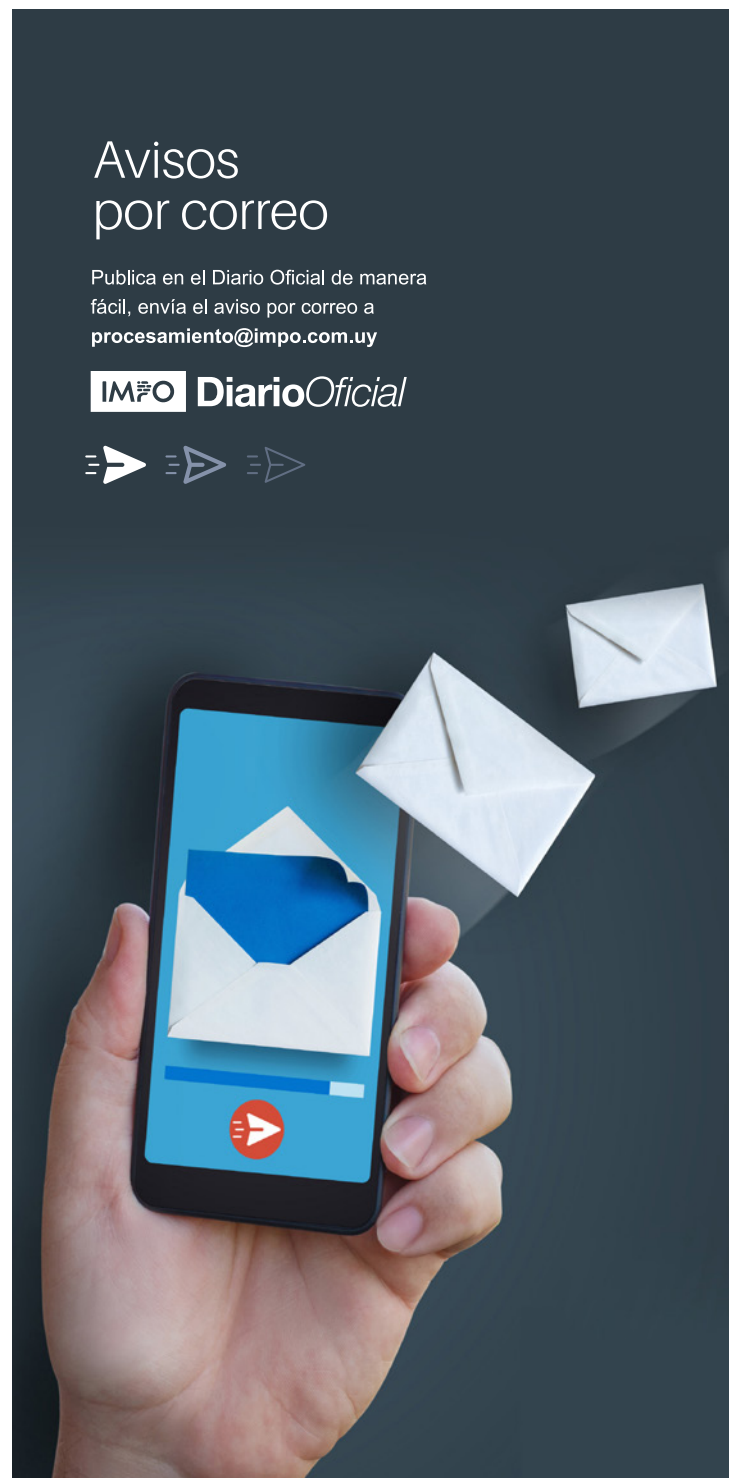 Avisos
por correo
Publica en el Diario Oficial de manera
fácil, envía el aviso por correo a
procesamiento@impo.com.uy
IMPO DiarioOficial